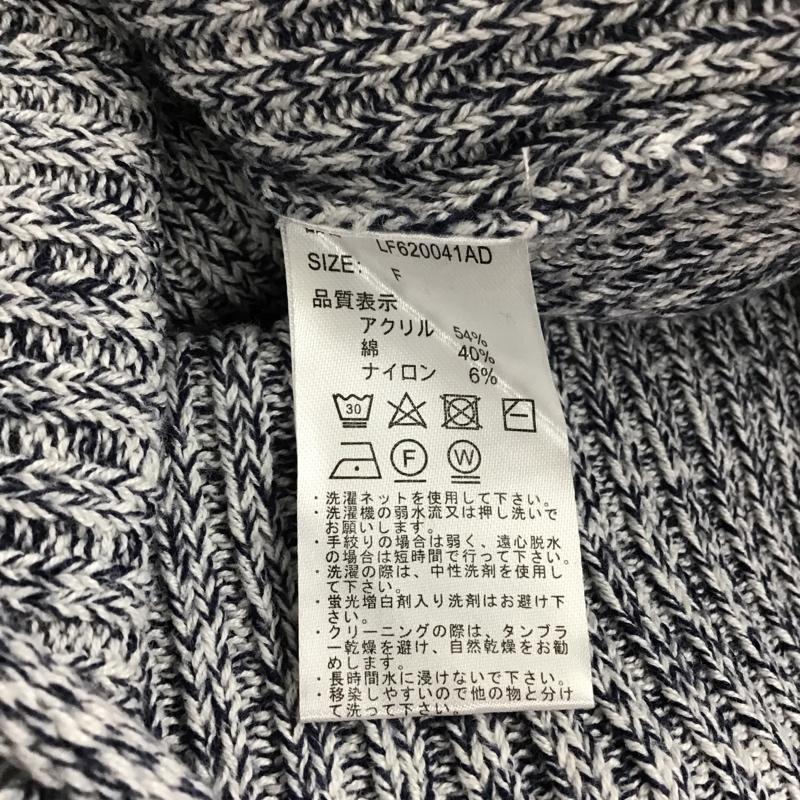 LF620041AD
SIZE: F
品質表示
アクリル 54%
綿 40%
ナイロン 6%
30
F W
・洗濯ネットを使用して下さい。
・洗濯機の弱水流又は押し洗いで
お願いします。
・手絞りの場合は弱く、遠心脱水
の場合は短時間で行って下さい。
・洗濯の際は、中性洗剤を使用し
て下さい。
・蛍光増白剤入り洗剤はお避け下
さい。
・クリーニングの際は、タンブラ
ー乾燥を避け、自然乾燥をお勧
めします。
・長時間水に浸けないで下さい。
・移染しやすいので他の物と分け
て洗って下さい。